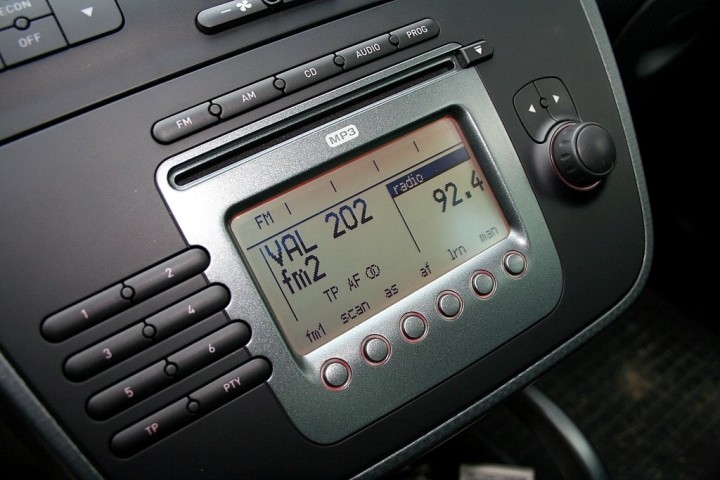 ECON
OFF
FM AM CD AUDIO PROG
MP3
FM
radio
VAL 202
92.4
fm2
TP AF
fm1 scan as af lrn man
1 2
3 4
5 6
TP PTY